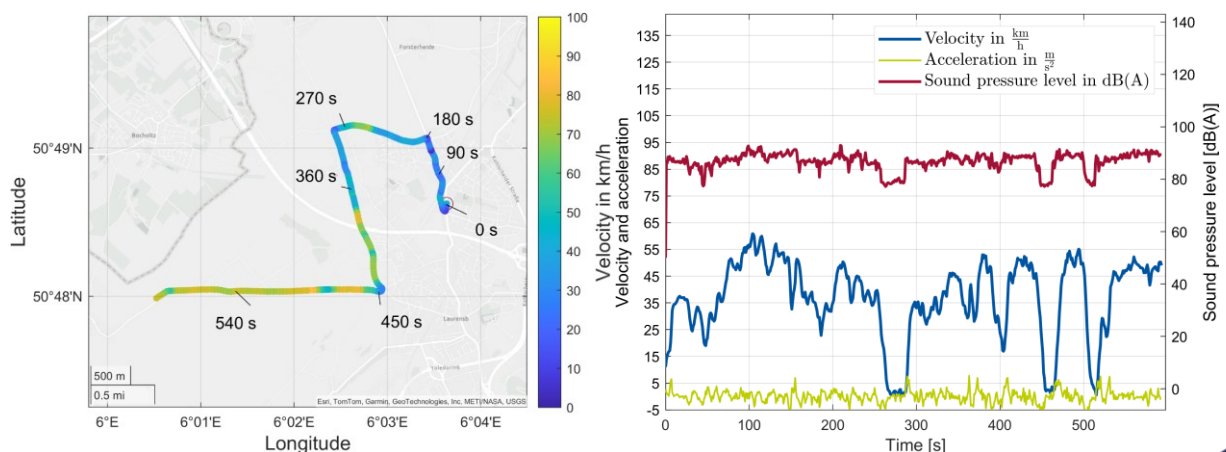 50°49'N
50°48'N
Latitude
6°E
6°01'E
6°02'E
6°03'E
6°04'E
Longitude
Forsterheide
Bocholtz
Laurensb
270 s
180 s
90 s
360 s
0 s
540 s
450 s
500 m
0.5 mi
Esri, TomTom, Garmin, GeoTechnologies, Inc, METI/NASA, USGS
100
90
80
70
60
50
40
30
20
10
0
Velocity in km/h
Velocity and acceleration
135
125
115
105
95
85
75
65
55
45
35
25
15
5
-5
Velocity in km/h
Acceleration in m/s²
Sound pressure level in dB(A)
140
120
100
80
60
40
20
0
Sound pressure level [dB(A)]
0
100
200
300
400
500
Time [s]